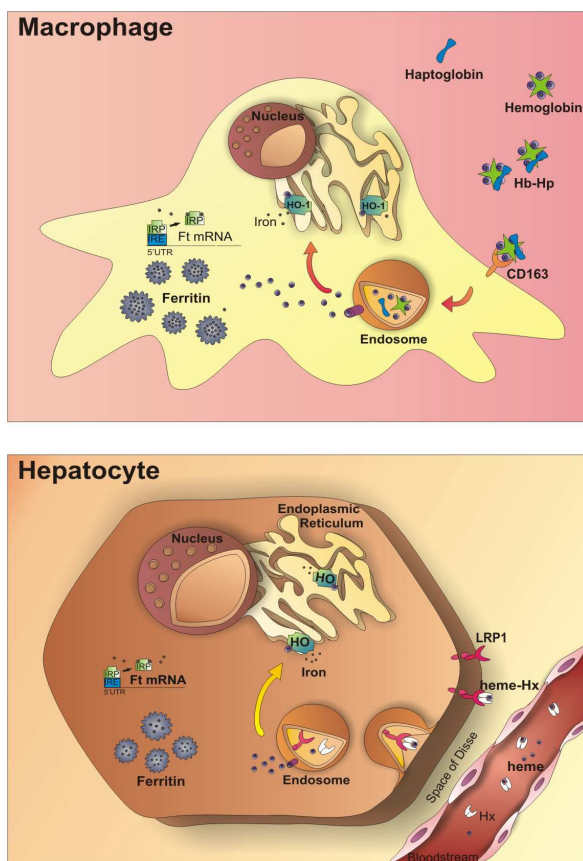 Macrophage
Haptoglobin
Hemoglobin
Nucleus
Hb-Hp
HO-1
HO-1
Iron
IRP
IRP
IRE
Ft mRNA
5'UTR
CD163
Ferritin
Endosome
Hepatocyte
Endoplasmic
Reticulum
Nucleus
HO
HO
LRP1
Iron
IRP
IRP
IRE
Ft mRNA
5'UTR
heme-Hx
Ferritin
Endosome
Space of Disse
heme
Hx
Bloodstream